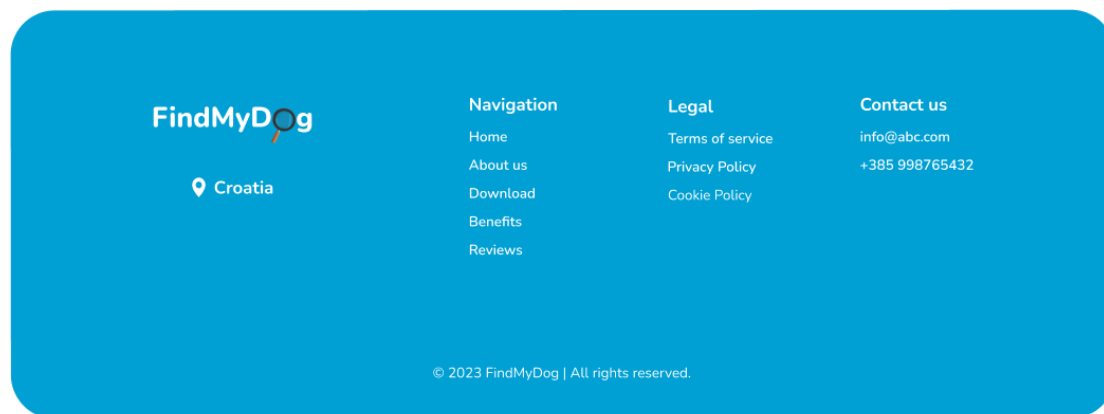 FindMyDog
Croatia
Navigation
Home
About us
Download
Benefits
Reviews
Legal
Terms of service
Privacy Policy
Cookie Policy
Contact us
info@abc.com
+385 998765432
© 2023 FindMyDog | All rights reserved.